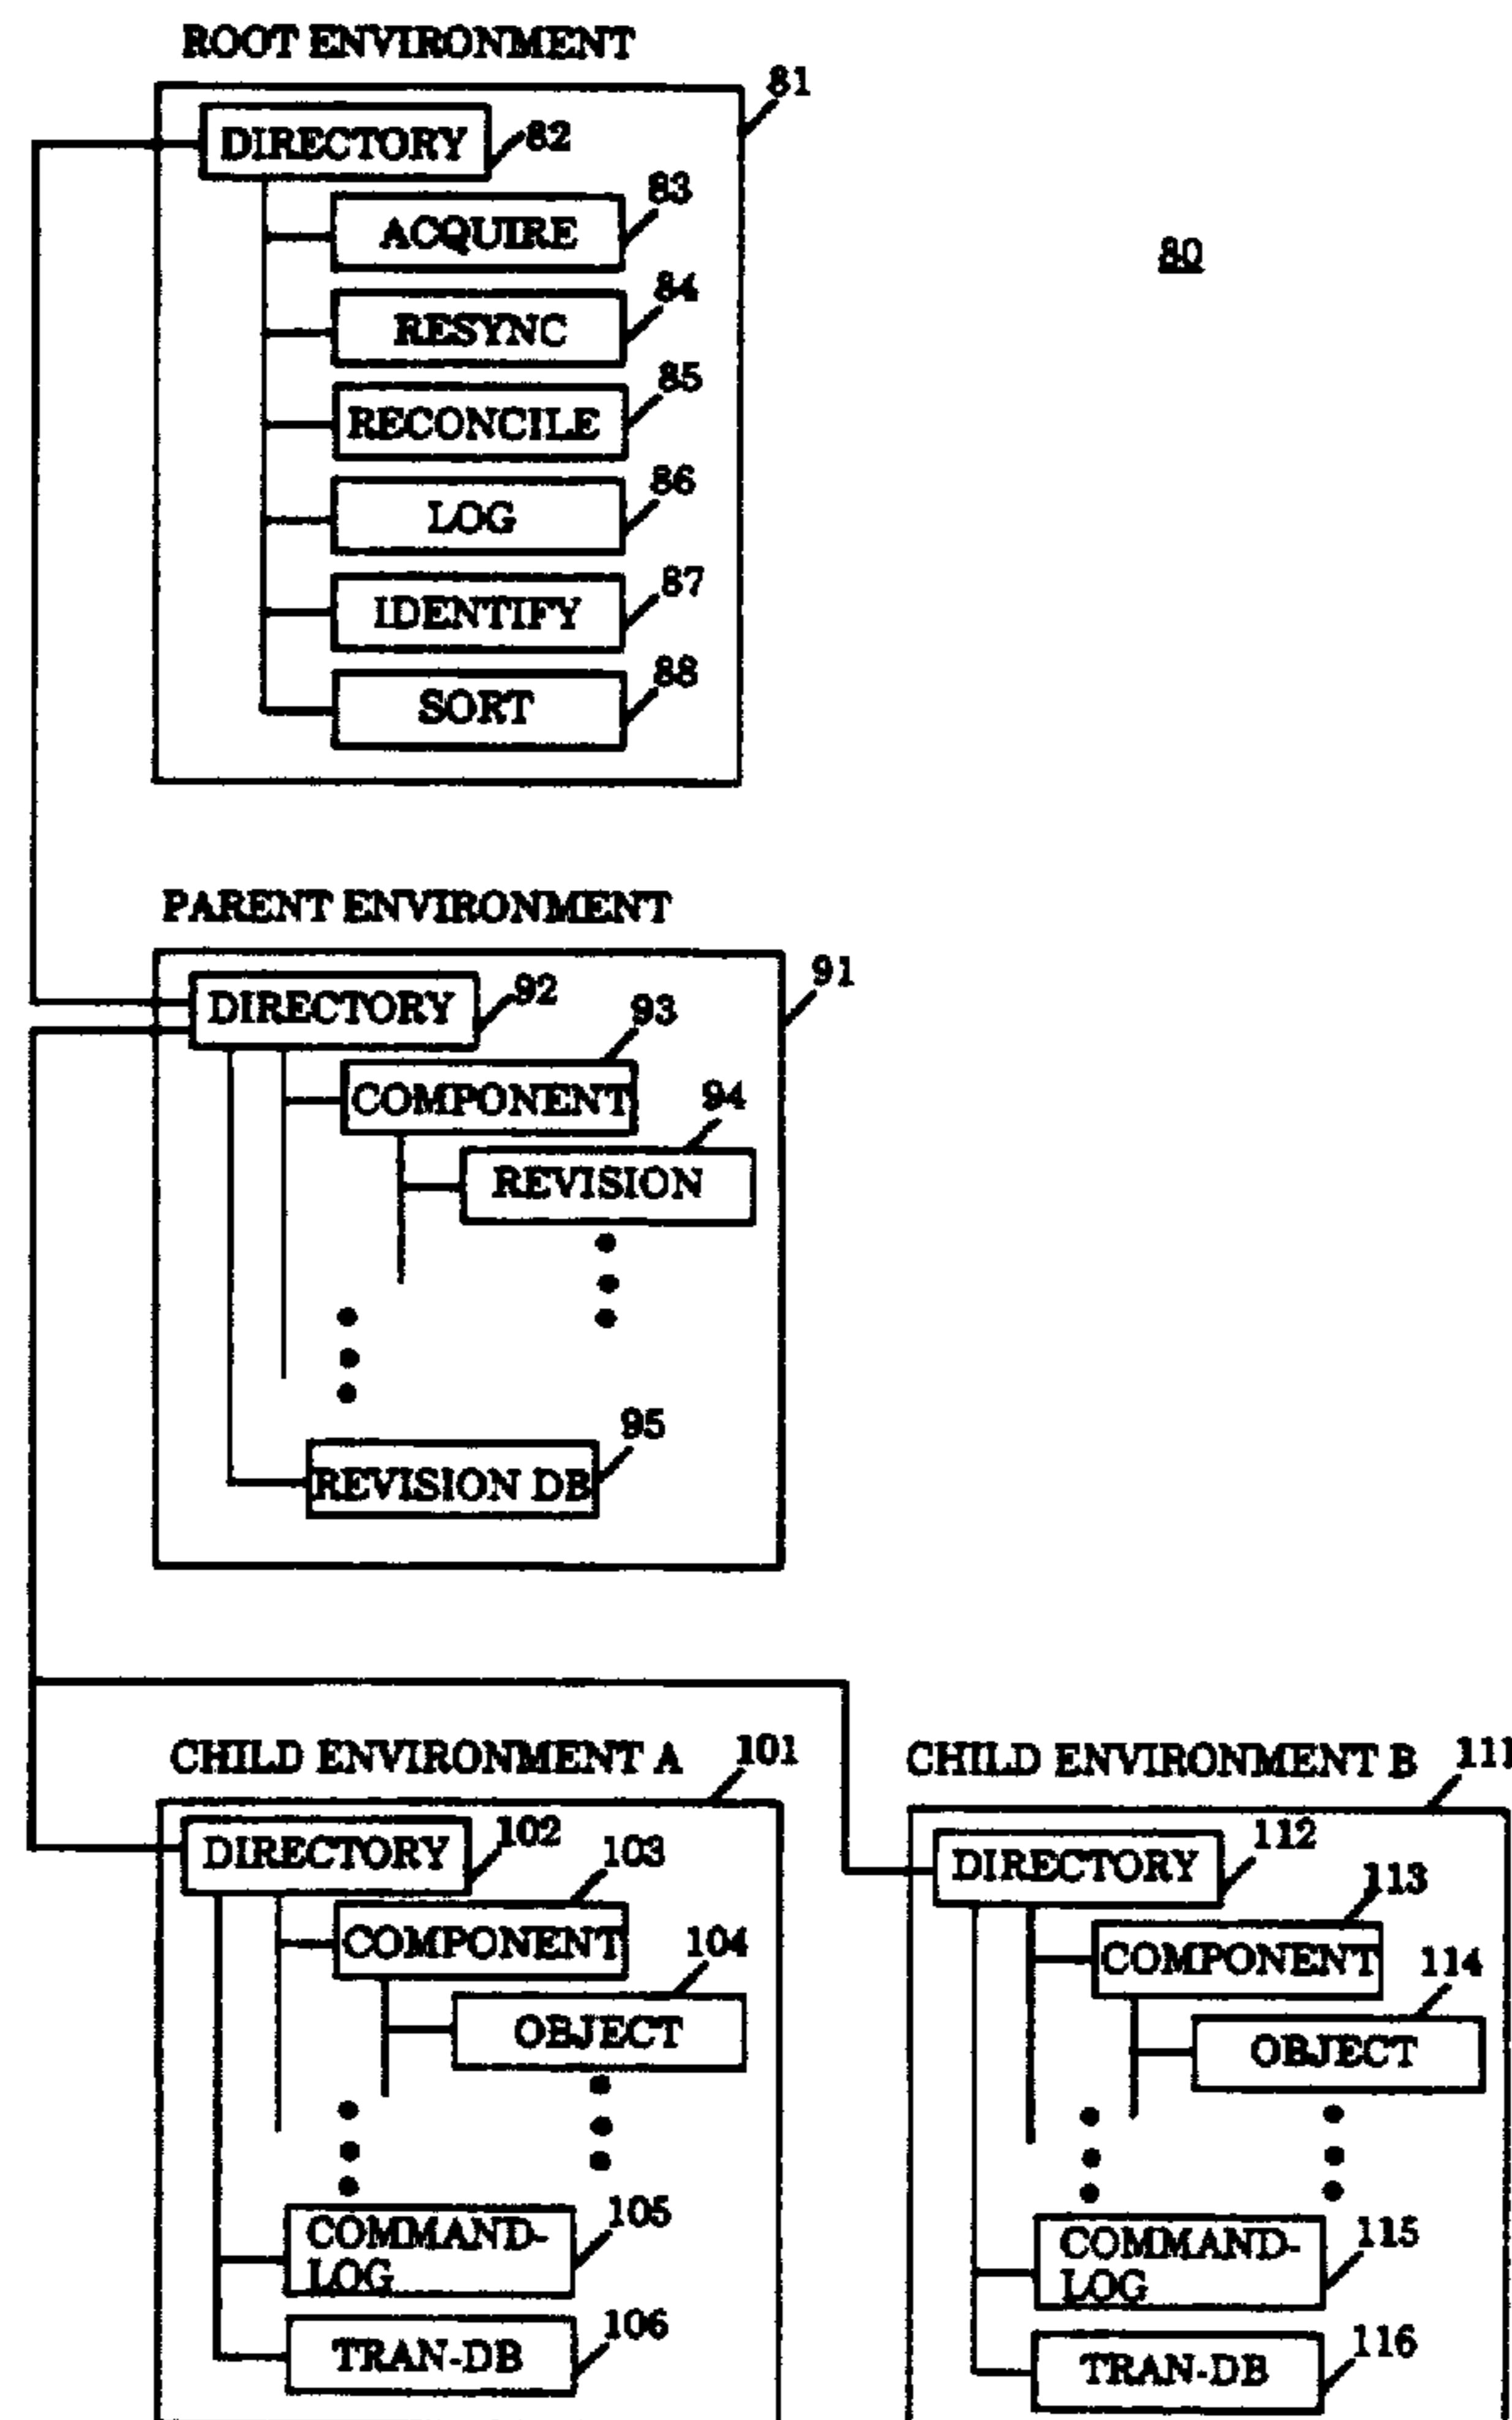 ROOT ENVIRONMENT
81
DIRECTORY
82
83
ACQUIRE
80
84
RESYNC
85
RECONCILE
86
LOG
87
IDENTIFY
88
SORT
PARENT ENVIRONMENT
91
DIRECTORY
92
93
COMPONENT
94
REVISION
95
REVISION DB
CHILD ENVIRONMENT A
101
DIRECTORY
102
103
COMPONENT
104
OBJECT
COMMAND-
LOG
105
TRAN-DB
106
CHILD ENVIRONMENT B
111
DIRECTORY
112
113
COMPONENT
114
OBJECT
COMMAND-
LOG
115
TRAN-DB
116